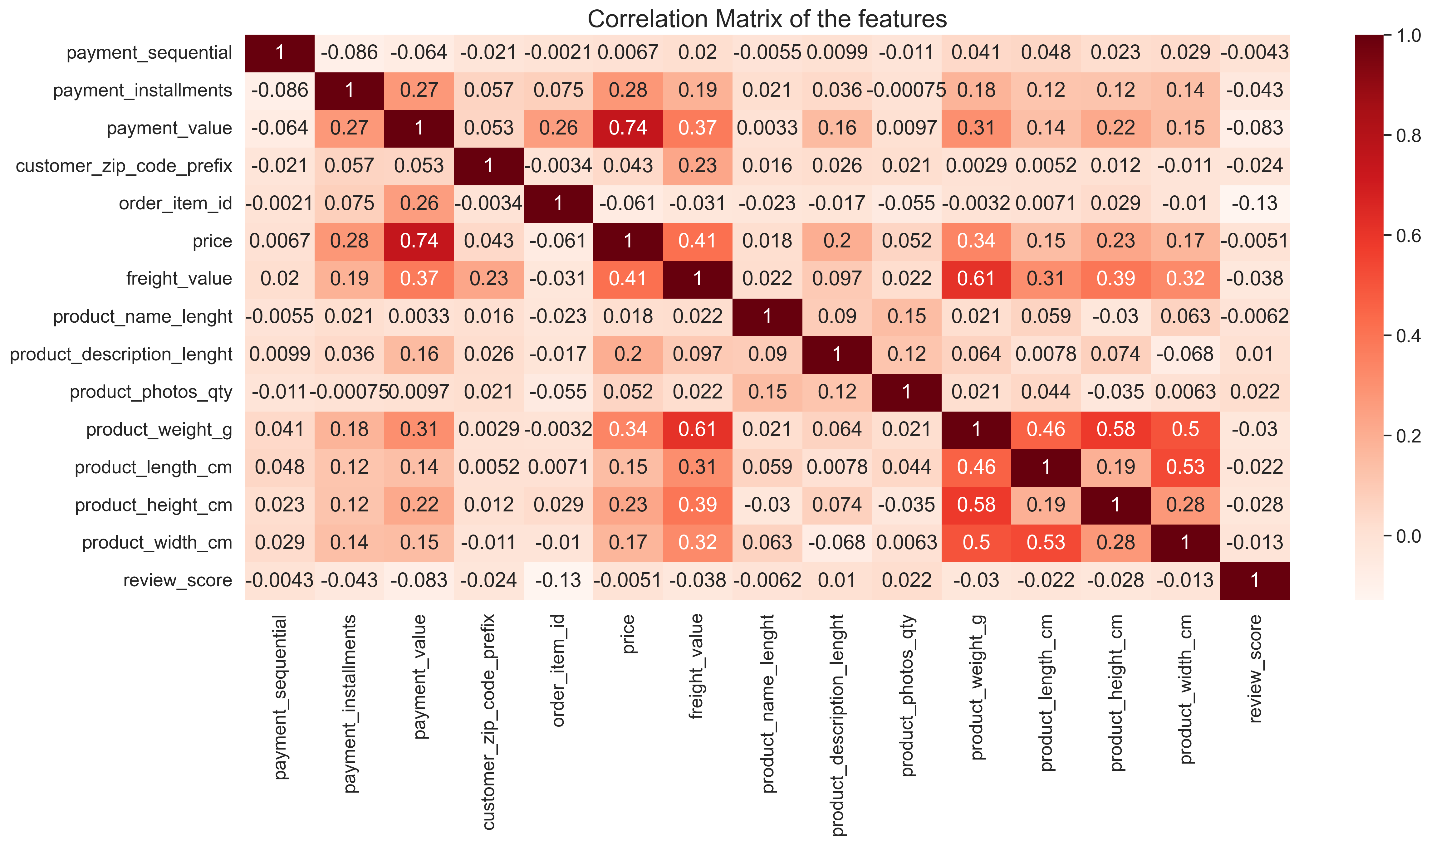 Correlation Matrix of the features
payment_sequential 1 -0.086 -0.064 -0.021 -0.0021 0.0067 0.02 -0.0055 0.0099 -0.011 0.041 0.048 0.023 0.029 -0.0043
payment_installments -0.086 1 0.27 0.057 0.075 0.28 0.19 0.021 0.036 -0.00075 0.18 0.12 0.12 0.14 -0.043
payment_value -0.064 0.27 1 0.053 0.26 0.74 0.37 0.0033 0.16 0.0097 0.31 0.14 0.22 0.15 -0.083
customer_zip_code_prefix -0.021 0.057 0.053 1 -0.0034 0.043 0.23 0.016 0.026 0.021 0.0029 0.0052 0.012 -0.011 -0.024
order_item_id -0.0021 0.075 0.26 -0.0034 1 -0.061 -0.031 -0.023 -0.017 -0.055 -0.0032 0.0071 0.029 -0.01 -0.13
price 0.0067 0.28 0.74 0.043 -0.061 1 0.41 0.018 0.2 0.052 0.34 0.15 0.23 0.17 -0.0051
freight_value 0.02 0.19 0.37 0.23 -0.031 0.41 1 0.022 0.097 0.022 0.61 0.31 0.39 0.32 -0.038
product_name_lenght -0.0055 0.021 0.0033 0.016 -0.023 0.018 0.022 1 0.09 0.15 0.021 0.059 -0.03 0.063 -0.0062
product_description_lenght 0.0099 0.036 0.16 0.026 -0.017 0.2 0.097 0.09 1 0.12 0.064 0.0078 0.074 -0.068 0.01
product_photos_qty -0.011 -0.00075 0.0097 0.021 -0.055 0.052 0.022 0.15 0.12 1 0.021 0.044 -0.035 0.0063 0.022
product_weight_g 0.041 0.18 0.31 0.0029 -0.0032 0.34 0.61 0.021 0.064 0.021 1 0.46 0.58 0.5 -0.03
product_length_cm 0.048 0.12 0.14 0.0052 0.0071 0.15 0.31 0.059 0.0078 0.044 0.46 1 0.19 0.53 -0.022
product_height_cm 0.023 0.12 0.22 0.012 0.029 0.23 0.39 -0.03 0.074 -0.035 0.58 0.19 1 0.28 -0.028
product_width_cm 0.029 0.14 0.15 -0.011 -0.01 0.17 0.32 0.063 -0.068 0.0063 0.5 0.53 0.28 1 -0.013
review_score -0.0043 -0.043 -0.083 -0.024 -0.13 -0.0051 -0.038 -0.0062 0.01 0.022 -0.03 -0.022 -0.028 -0.013 1
payment_sequential
payment_installments
payment_value
customer_zip_code_prefix
order_item_id
price
freight_value
product_name_lenght
product_description_lenght
product_photos_qty
product_weight_g
product_length_cm
product_height_cm
product_width_cm
review_score
1.0
0.8
0.6
0.4
0.2
0.0